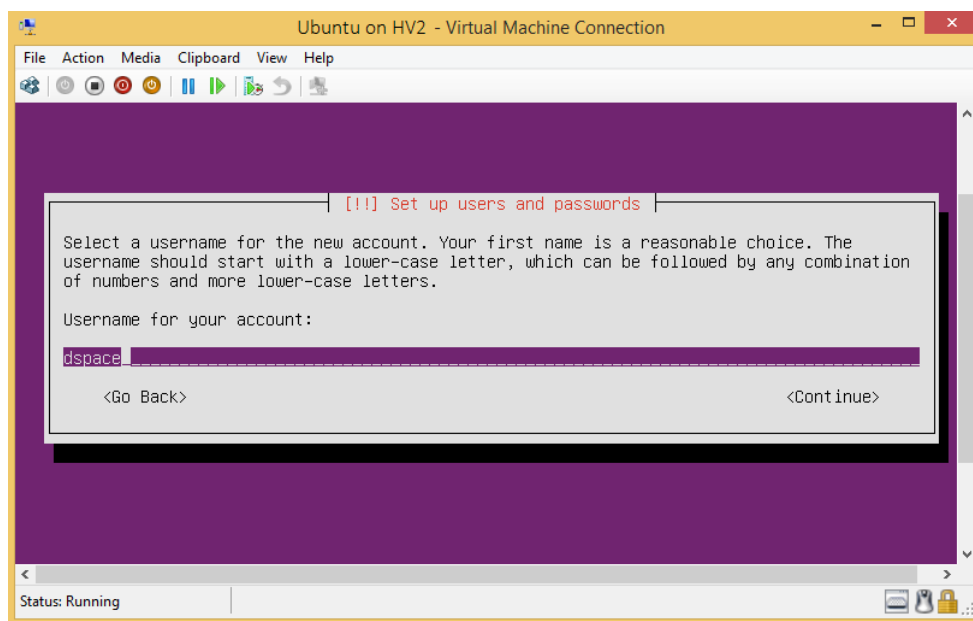 Ubuntu on HV2 - Virtual Machine Connection
File Action Media Clipboard View Help
[!!] Set up users and passwords
Select a username for the new account. Your first name is a reasonable choice. The
username should start with a lower-case letter, which can be followed by any combination
of numbers and more lower-case letters.
Username for your account:
dspace
<Go Back> <Continue>
Status: Running